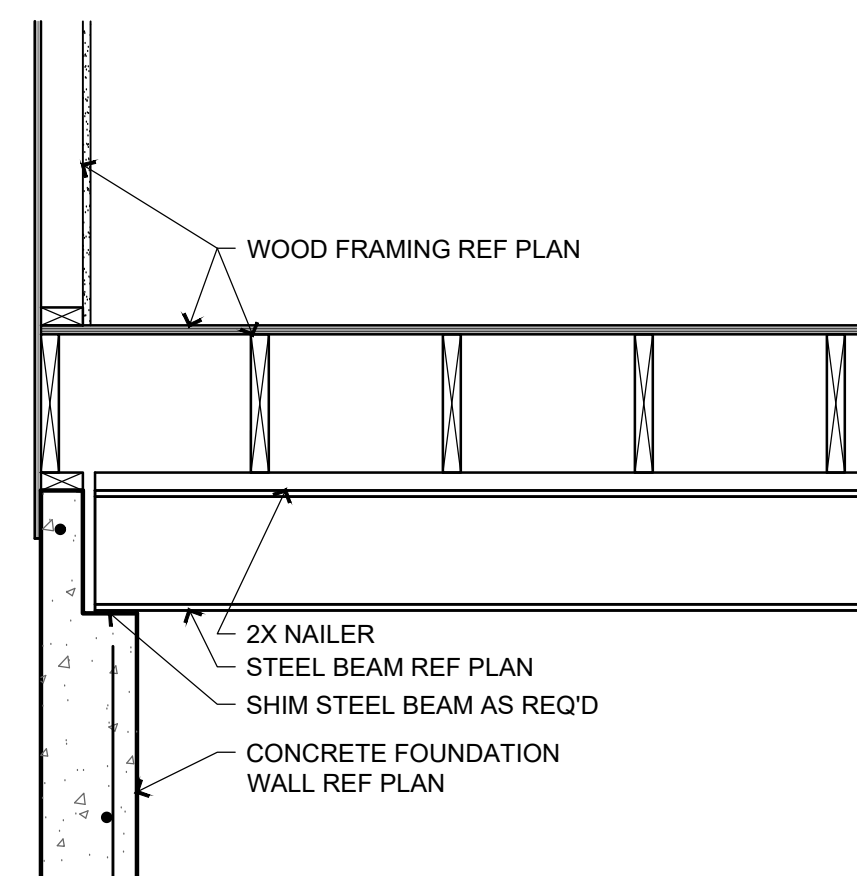 WOOD FRAMING REF PLAN
2X NAILER
STEEL BEAM REF PLAN
SHIM STEEL BEAM AS REQ'D
CONCRETE FOUNDATION
WALL REF PLAN